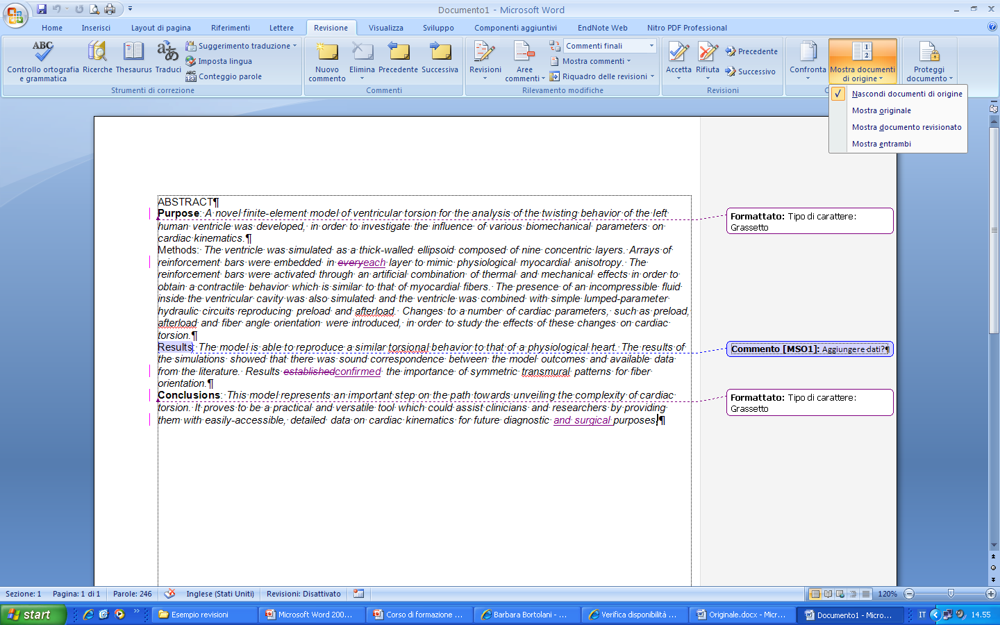 Documento1 - Microsoft Word
Home Inserisci Layout di pagina Riferimenti Lettere Revisione Visualizza Sviluppo Componenti aggiuntivi EndNote Web Nitro PDF Professional
ABC
Controllo ortografia e grammatica
Ricerche
Thesaurus
Traduci
Suggerimento traduzione
Imposta lingua
ABC 123 Conteggio parole
Strumenti di correzione
Nuovo commento
Elimina
Precedente
Successiva
Commenti
Revisioni
Aree commenti
Commenti finali
Mostra commenti
Riquadro delle revisioni
Rilevamento modifiche
Accetta
Rifiuta
Precedente
Successivo
Revisioni
Confronta
1 2
Mostra documenti di origine
C
Proteggi documento
Nascondi documenti di origine
Mostra originale
Mostra documento revisionato
Mostra entrambi
ABSTRACT¶
Purpose: A novel finite-element model of ventricular torsion for the analysis of the twisting behavior of the left
human ventricle was developed, in order to investigate the influence of various biomechanical parameters on
cardiac kinematics.¶
Methods: The ventricle was simulated as a thick-walled ellipsoid composed of nine concentric layers. Arrays of
reinforcement bars were embedded in everyeach layer to mimic physiological myocardial anisotropy. The
reinforcement bars were activated through an artificial combination of thermal and mechanical effects in order to
obtain a contractile behavior which is similar to that of myocardial fibers. The presence of an incompressible fluid
inside the ventricular cavity was also simulated and the ventricle was combined with simple lumped-parameter
hydraulic circuits reproducing preload and afterload. Changes to a number of cardiac parameters, such as preload,
afterload and fiber angle orientation were introduced, in order to study the effects of these changes on cardiac
torsion.¶
Results: The model is able to reproduce a similar torsional behavior to that of a physiological heart. The results of
the simulations showed that there was sound correspondence between the model outcomes and available data
from the literature. Results establishedconfirmed the importance of symmetric transmural patterns for fiber
orientation.¶
Conclusions: This model represents an important step on the path towards unveiling the complexity of cardiac
torsion. It proves to be a practical and versatile tool which could assist clinicians and researchers by providing
them with easily-accessible, detailed data on cardiac kinematics for future diagnostic and surgical purposes.¶
Formattato: Tipo di carattere:
Grassetto
Commento [MSO1]: Aggiungere dati?¶
Formattato: Tipo di carattere:
Grassetto
Sezione: 1 Pagina: 1 di 1 Parole: 246 Inglese (Stati Uniti) Revisioni: Disattivato 120%
start Esempio revisioni Microsoft Word 200... Corso di formazione ... Barbara Bortolani - ... Verifica disponibilità ... Originale.docx - Micr... Documento1 - Micro... IT 14.55